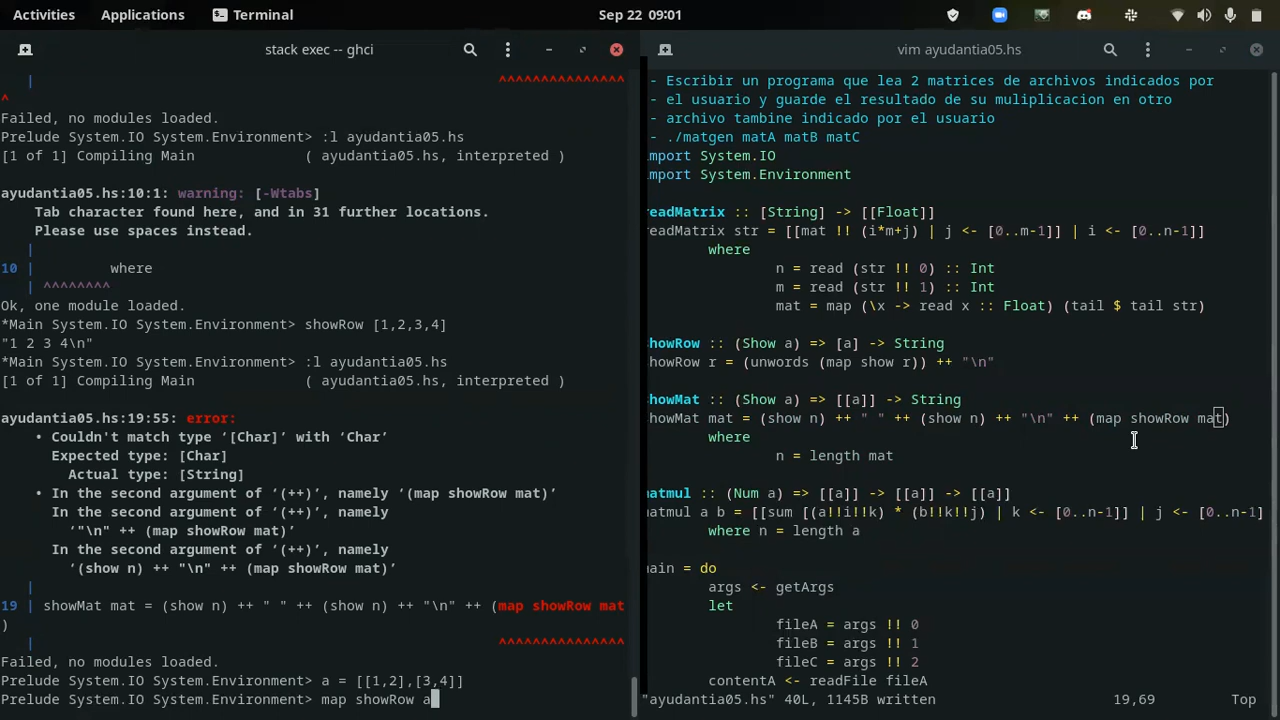 Activities Applications Terminal Sep 22 09:01
stack exec -- ghci
|
^^^^^^^^^^^^^^^
^
Failed, no modules loaded.
Prelude System.IO System.Environment> :l ayudantia05.hs
[1 of 1] Compiling Main             ( ayudantia05.hs, interpreted )
ayudantia05.hs:10:1: warning: [-Wtabs]
Tab character found here, and in 31 further locations.
Please use spaces instead.
|
10 |         where
| ^^^^^^^^
Ok, one module loaded.
*Main System.IO System.Environment> showRow [1,2,3,4]
"1 2 3 4\n"
*Main System.IO System.Environment> :l ayudantia05.hs
[1 of 1] Compiling Main             ( ayudantia05.hs, interpreted )
ayudantia05.hs:19:55: error:
• Couldn't match type ‘[Char]’ with ‘Char’
Expected type: [Char]
Actual type: [String]
• In the second argument of ‘(++)’, namely ‘(map showRow mat)’
In the second argument of ‘(++)’, namely
‘"\n" ++ (map showRow mat)’
In the second argument of ‘(++)’, namely
‘(show n) ++ "\n" ++ (map showRow mat)’
|
19 | showMat mat = (show n) ++ " " ++ (show n) ++ "\n" ++ (map showRow mat
)
|                                                       ^^^^^^^^^^^^^^^
Failed, no modules loaded.
Prelude System.IO System.Environment> a = [[1,2],[3,4]]
Prelude System.IO System.Environment> map showRow a
vim ayudantia05.hs
- Escribir un programa que lea 2 matrices de archivos indicados por
- el usuario y guarde el resultado de su muliplicacion en otro
- archivo tambine indicado por el usuario
- ./matgen matA matB matC
import System.IO
import System.Environment
readMatrix :: [String] -> [[Float]]
readMatrix str = [[mat !! (i*m+j) | j <- [0..m-1]] | i <- [0..n-1]]
where
n = read (str !! 0) :: Int
m = read (str !! 1) :: Int
mat = map (\x -> read x :: Float) (tail $ tail str)
showRow :: (Show a) => [a] -> String
showRow r = (unwords (map show r)) ++ "\n"
showMat :: (Show a) => [[a]] -> String
showMat mat = (show n) ++ " " ++ (show n) ++ "\n" ++ (map showRow mat)
where
n = length mat
matmul :: (Num a) => [[a]] -> [[a]] -> [[a]]
matmul a b = [[sum [(a!!i!!k) * (b!!k!!j) | k <- [0..n-1]] | j <- [0..n-1]
where n = length a
main = do
args <- getArgs
let
fileA = args !! 0
fileB = args !! 1
fileC = args !! 2
contentA <- readFile fileA
"ayudantia05.hs" 40L, 1145B written 19,69 Top